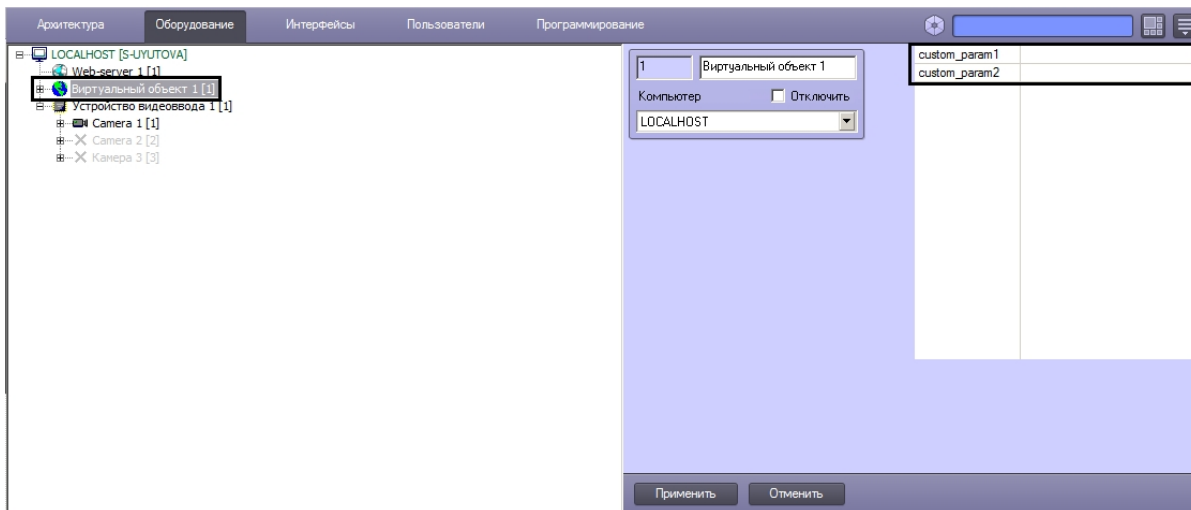 Архитектура Оборудование Интерфейсы Пользователи Программирование
LOCALHOST [S-UYUTOVA]
Web-server 1 [1]
Виртуальный объект 1 [1]
Устройство видеоввода 1 [1]
Camera 1 [1]
Camera 2 [2]
Камера 3 [3]
1 Виртуальный объект 1
Компьютер Отключить
LOCALHOST
custom_param1
custom_param2
Применить Отменить